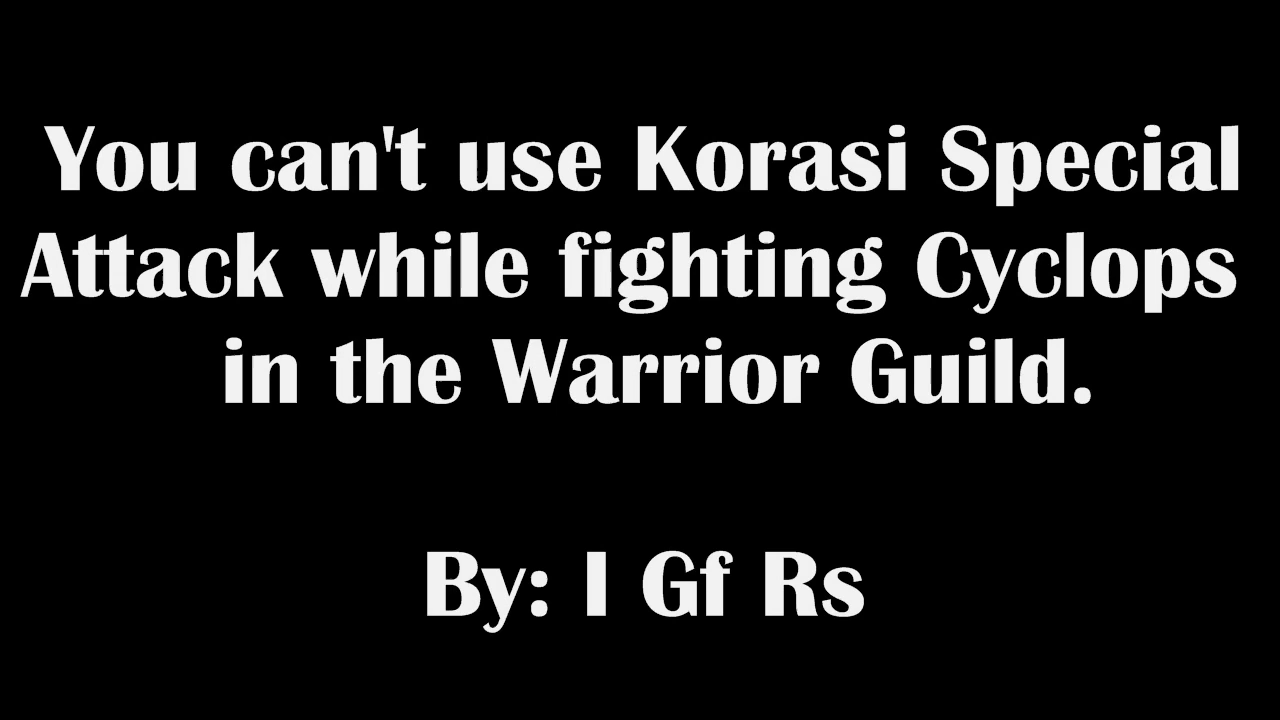 You can't use Korasi Special
Attack while fighting Cyclops
in the Warrior Guild.
By: I Gf Rs